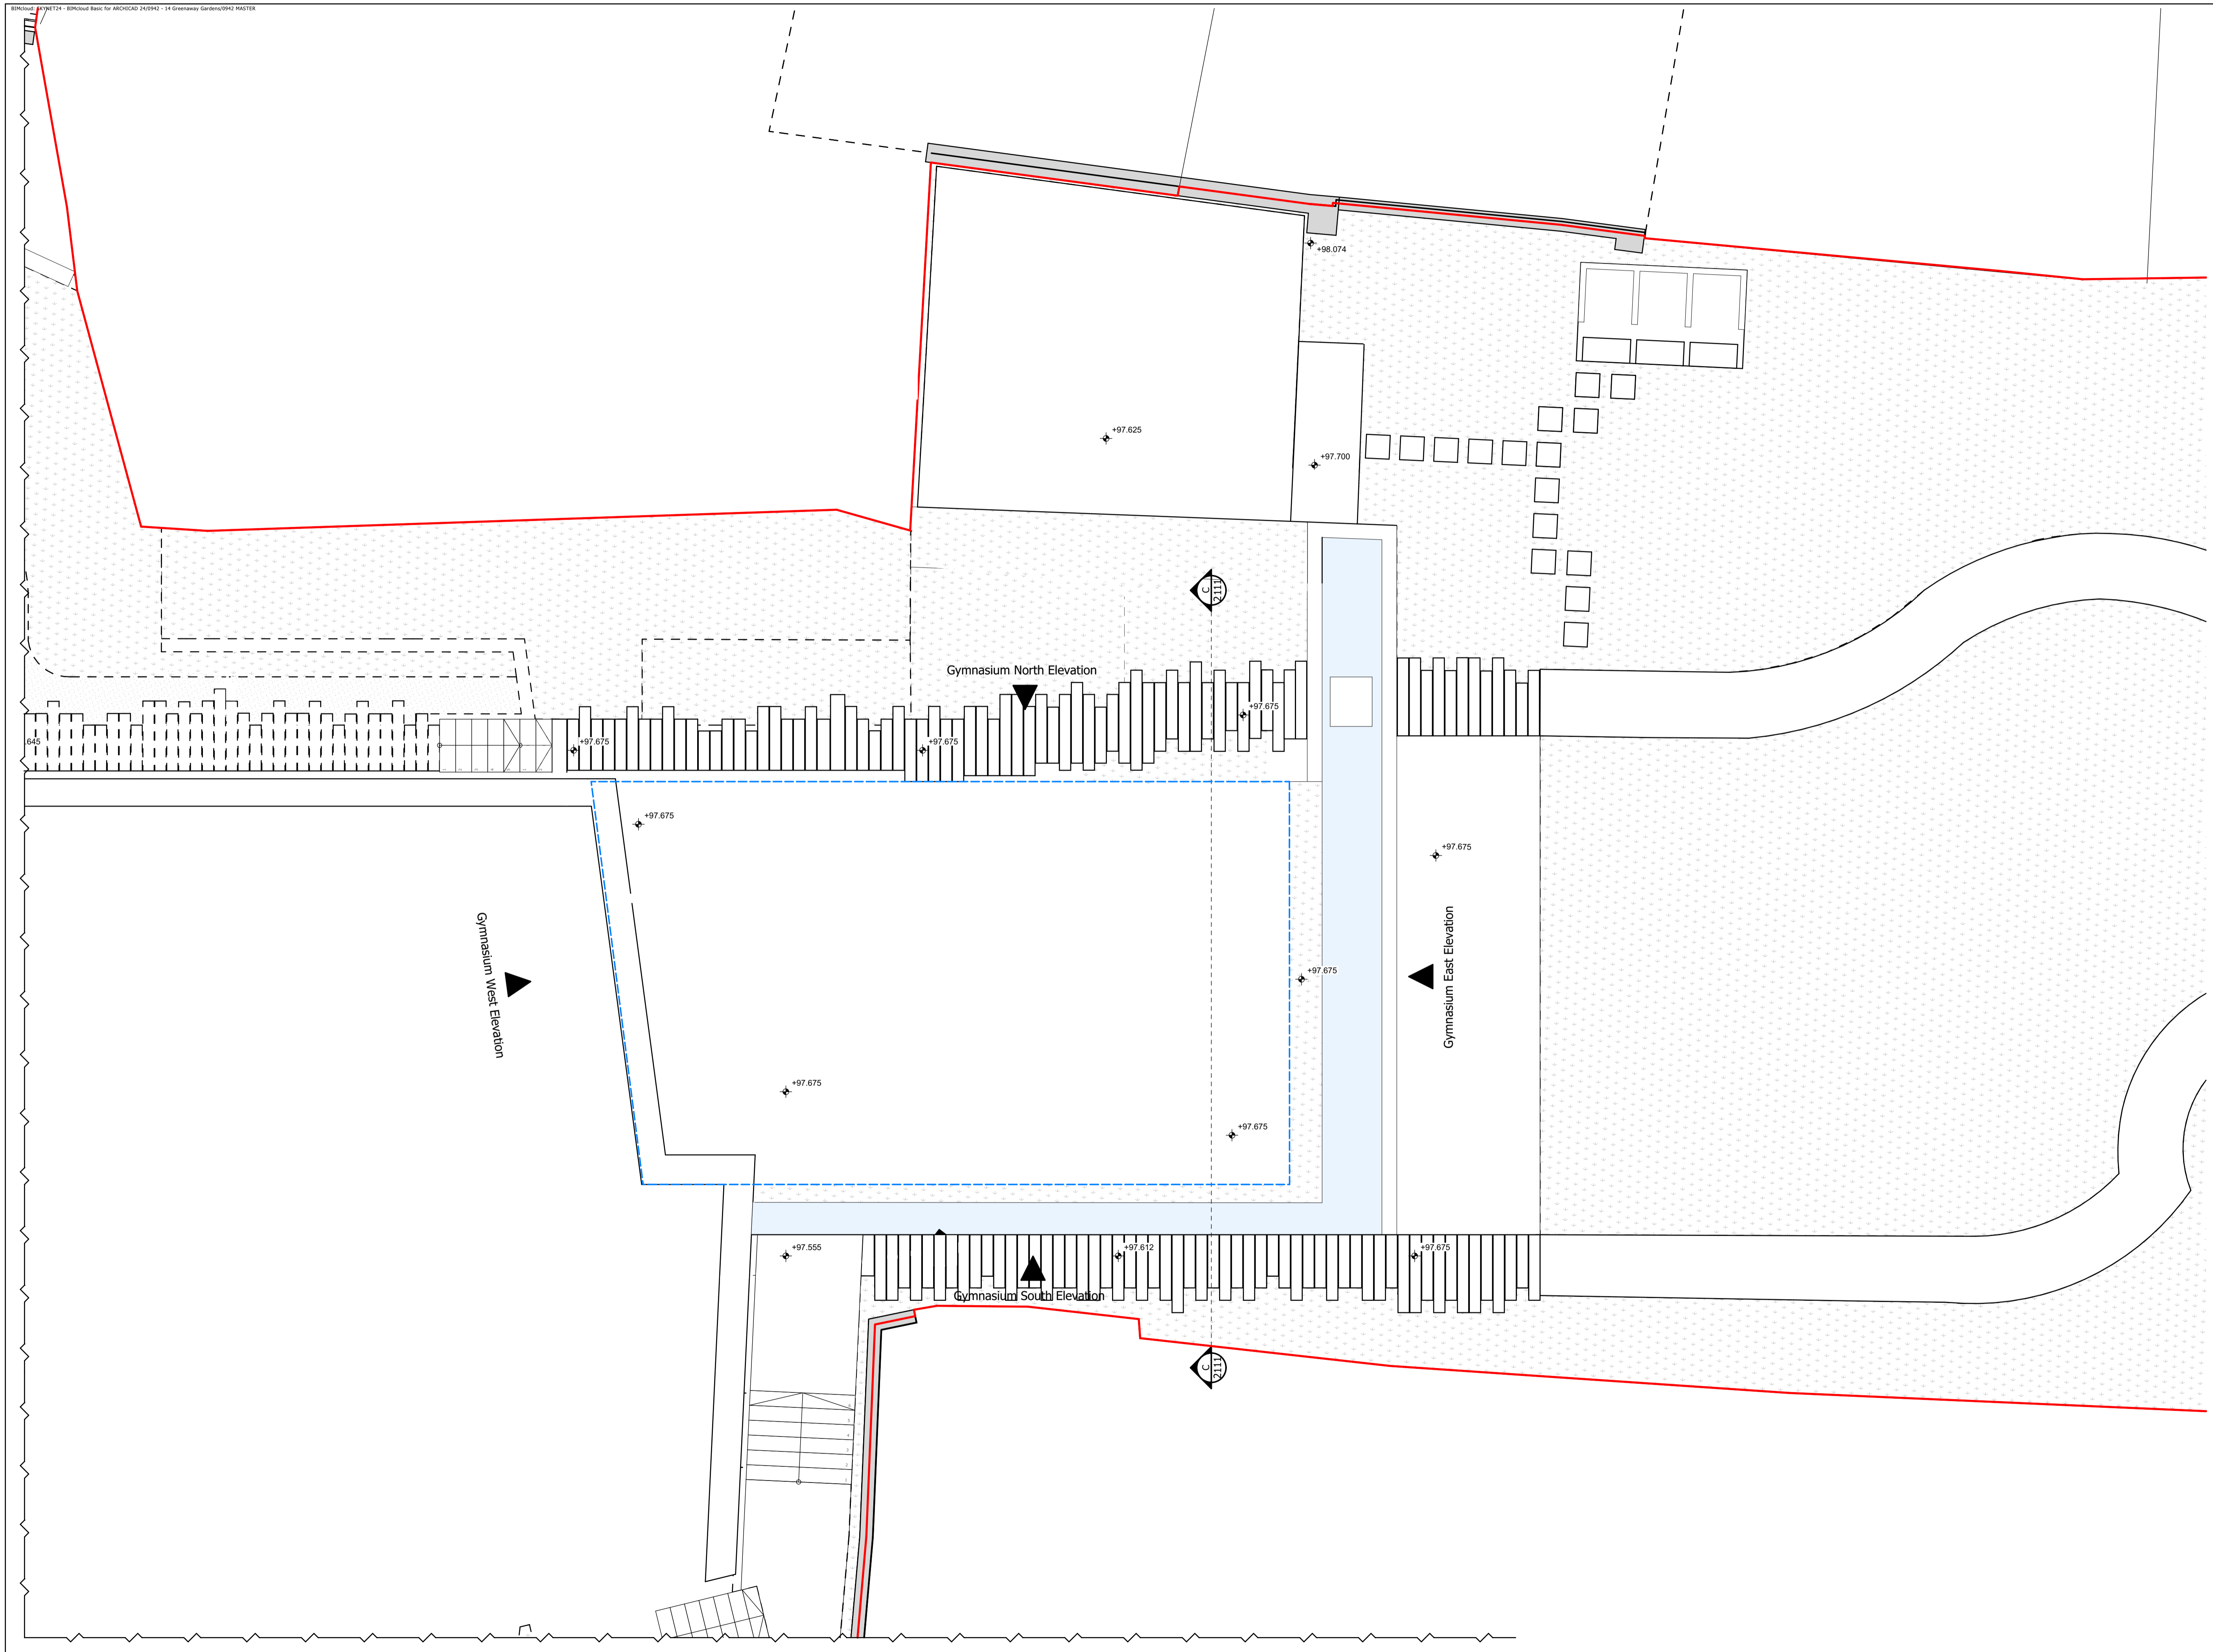 BIMcloud: SKYNET24 - BIMcloud Basic for ARCHICAD 24/0942 - 14 Greenaway Gardens/0942 MASTER
+98.074
+97.625
+97.700
C
2111
Gymnasium North Elevation
+97.675
.645
+97.675
+97.675
+97.675
+97.675
Gymnasium West Elevation
Gymnasium East Elevation
+97.675
+97.675
+97.675
+97.555
+97.612
+97.675
Gymnasium South Elevation
C
2111